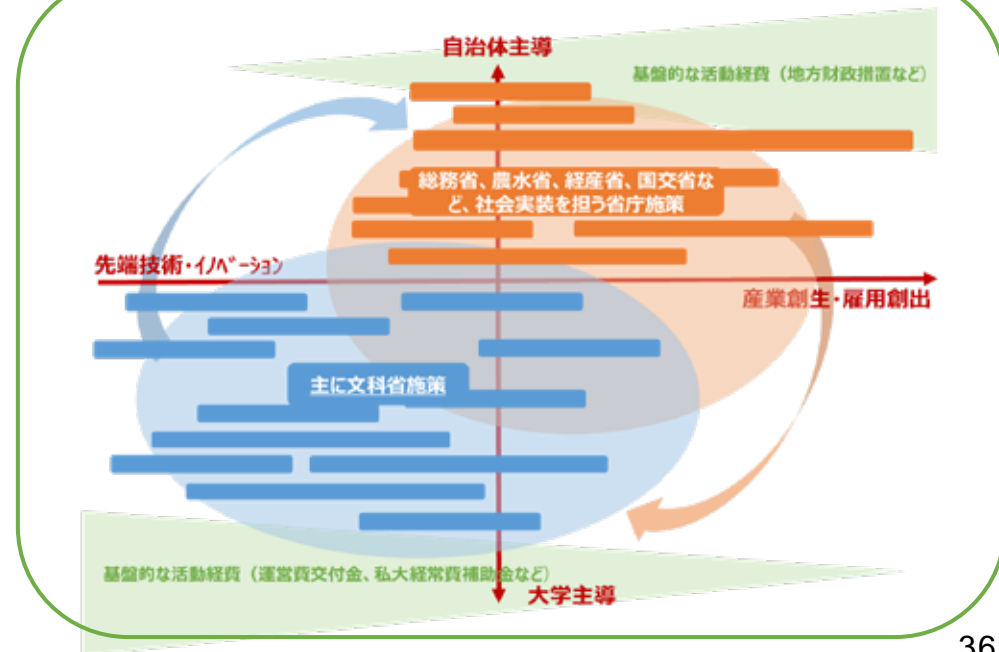 自治体主導
基盤的な活動経費（地方財政措置など）
総務省、農水省、経産省、国交省な
ど、社会実装を担う省庁施策
先端技術・イノベーション
産業創生・雇用創出
主に文科省施策
基盤的な活動経費（運営費交付金、私大経常費補助金など）
大学主導
36